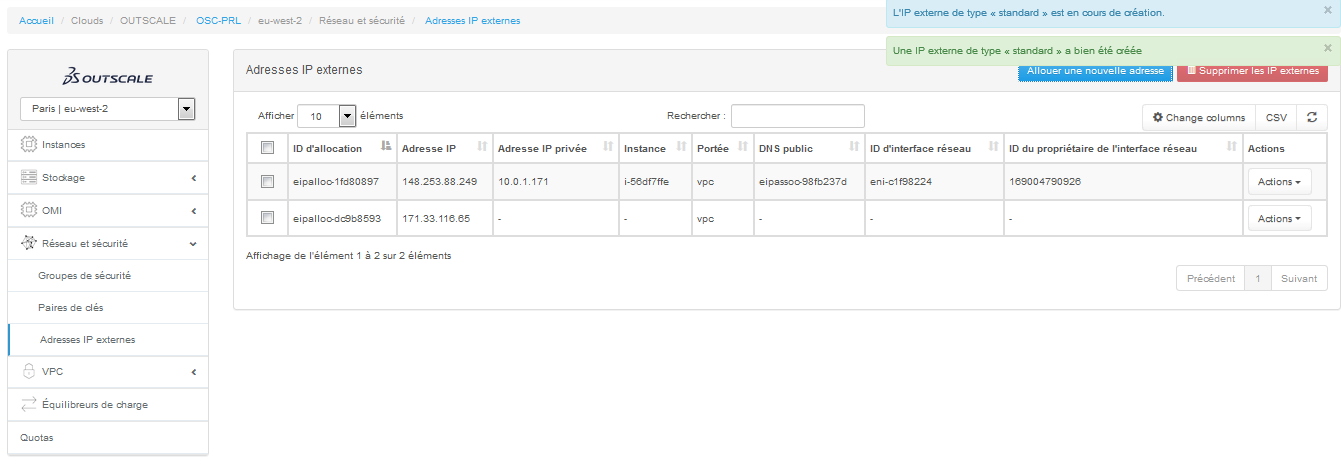 Accueil / Clouds / OUTSCALE / OSC-PRL / eu-west-2 / Réseau et sécurité / Adresses IP externes
L'IP externe de type « standard » est en cours de création. ×
Une IP externe de type « standard » a bien été créée ×
OUTSCALE
Paris | eu-west-2
Instances
Stockage
OMI
Réseau et sécurité
Groupes de sécurité
Paires de clés
Adresses IP externes
VPC
Équilibreurs de charge
Quotas
Adresses IP externes
Allouer une nouvelle adresse Supprimer les IP externes
Afficher 10 éléments Rechercher : Change columns CSV
ID d'allocation Adresse IP Adresse IP privée Instance Portée DNS public ID d'interface réseau ID du propriétaire de l'interface réseau Actions
eipalloc-1fd80897 148.253.88.249 10.0.1.171 i-56df7ffe vpc eipassoc-98fb237d eni-c1f98224 169004790926 Actions
eipalloc-dc9b8593 171.33.116.65 - - vpc - - - Actions
Affichage de l'élément 1 à 2 sur 2 éléments
Précédent 1 Suivant